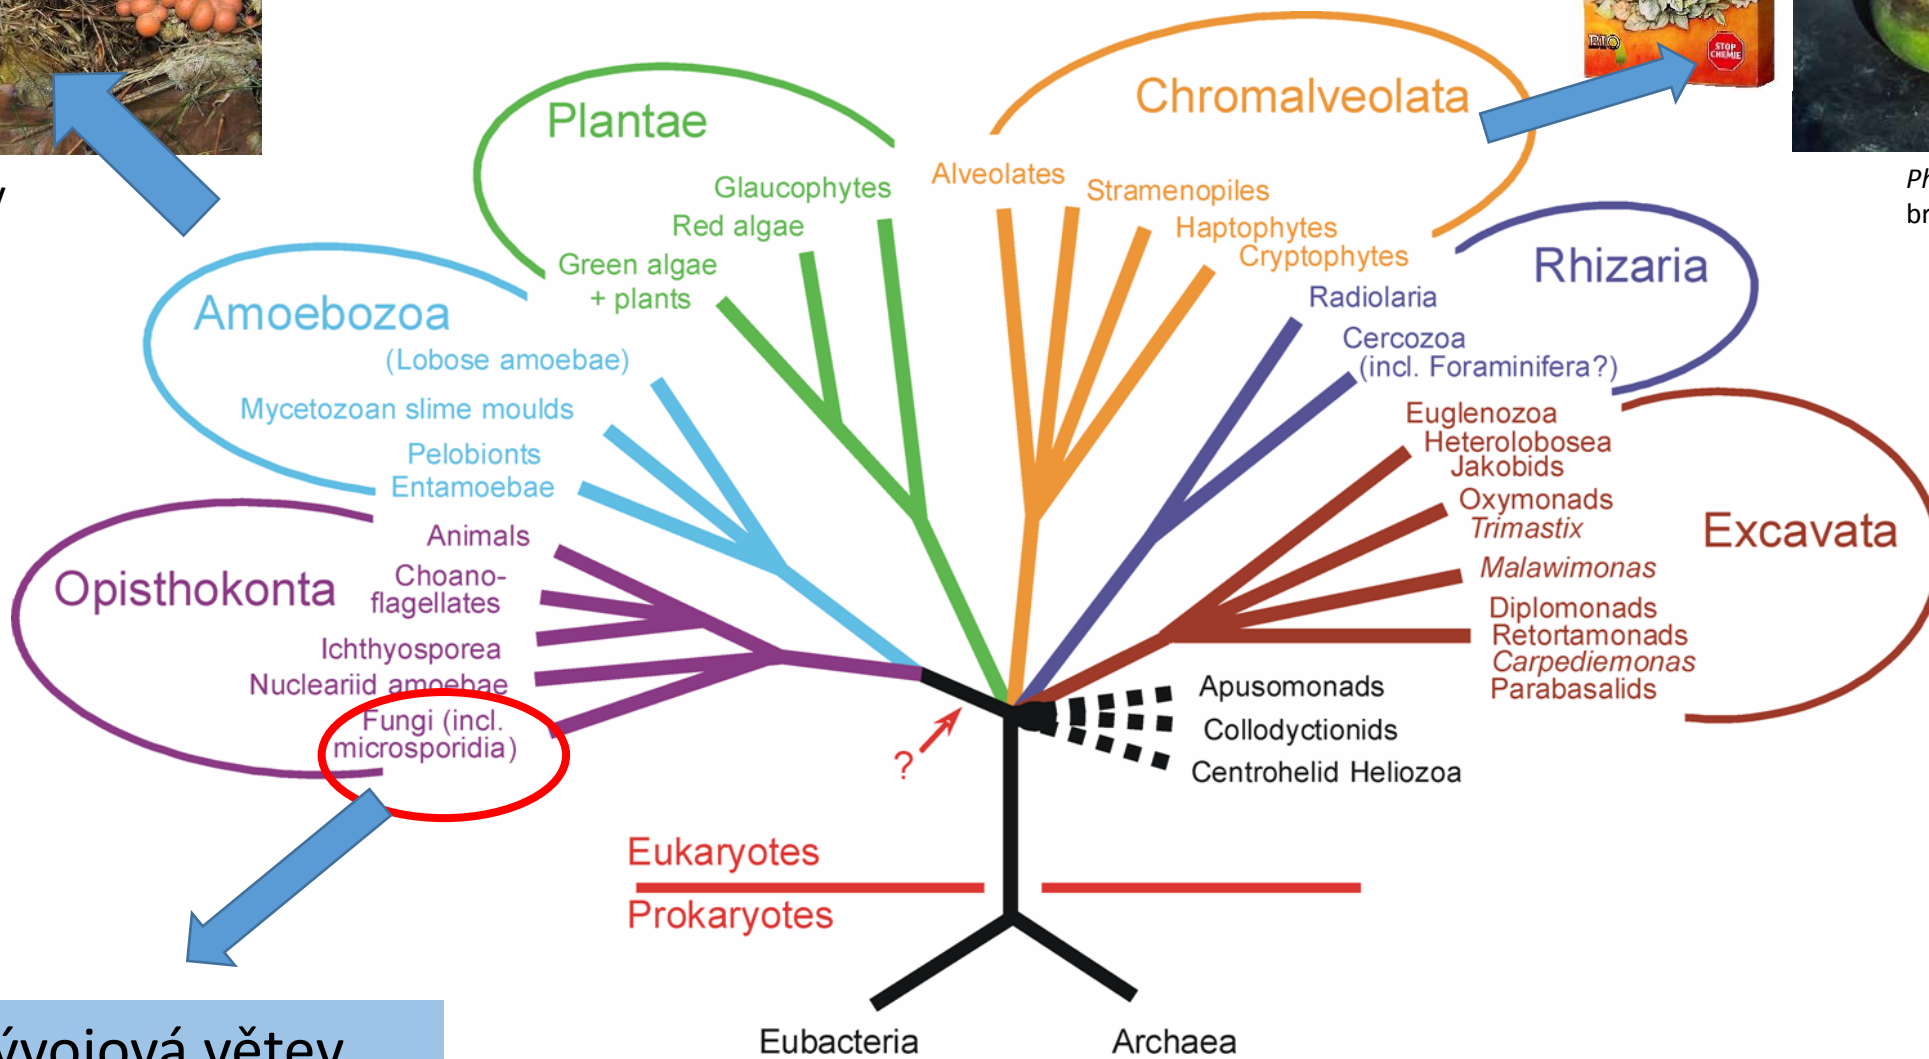 BIO
STOP
CHEMIE
Plantae
Chromalveolata
Glaucophytes
Red algae
Green algae
+ plants
Alveolates
Stramenopiles
Haptophytes
Cryptophytes
Rhizaria
Radiolaria
Cercozoa
(incl. Foraminifera?)
Amoebozoa
(Lobose amoebae)
Mycetozoan slime moulds
Pelobionts
Entamoebae
Euglenozoa
Heterolobosea
Jakobids
Oxymonads
Trimastix
Excavata
Malawimonas
Diplomonads
Retortamonads
Carpediemonas
Parabasalids
Opisthokonta
Animals
Choano-
flagellates
Ichthyosporea
Nucleariid amoebae
Fungi (incl.
microsporidia)
?
Apusomonads
Collodyctionids
Centrohelid Heliozoa
Eukaryotes
Prokaryotes
Eubacteria
Archaea
větev